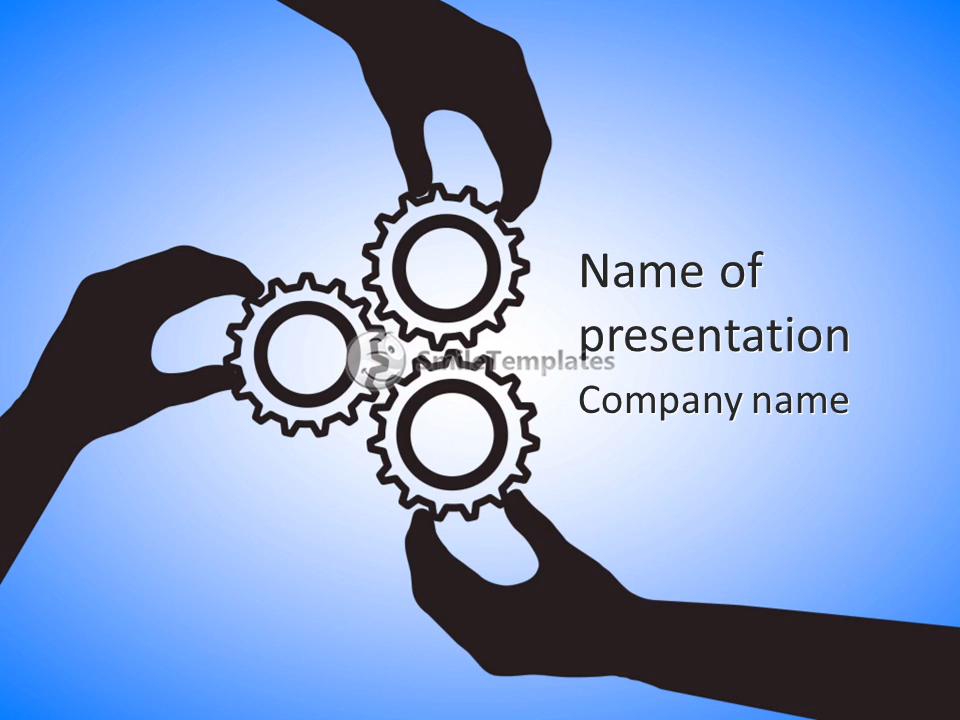 Name of
presentation
SmileTemplates
Company name